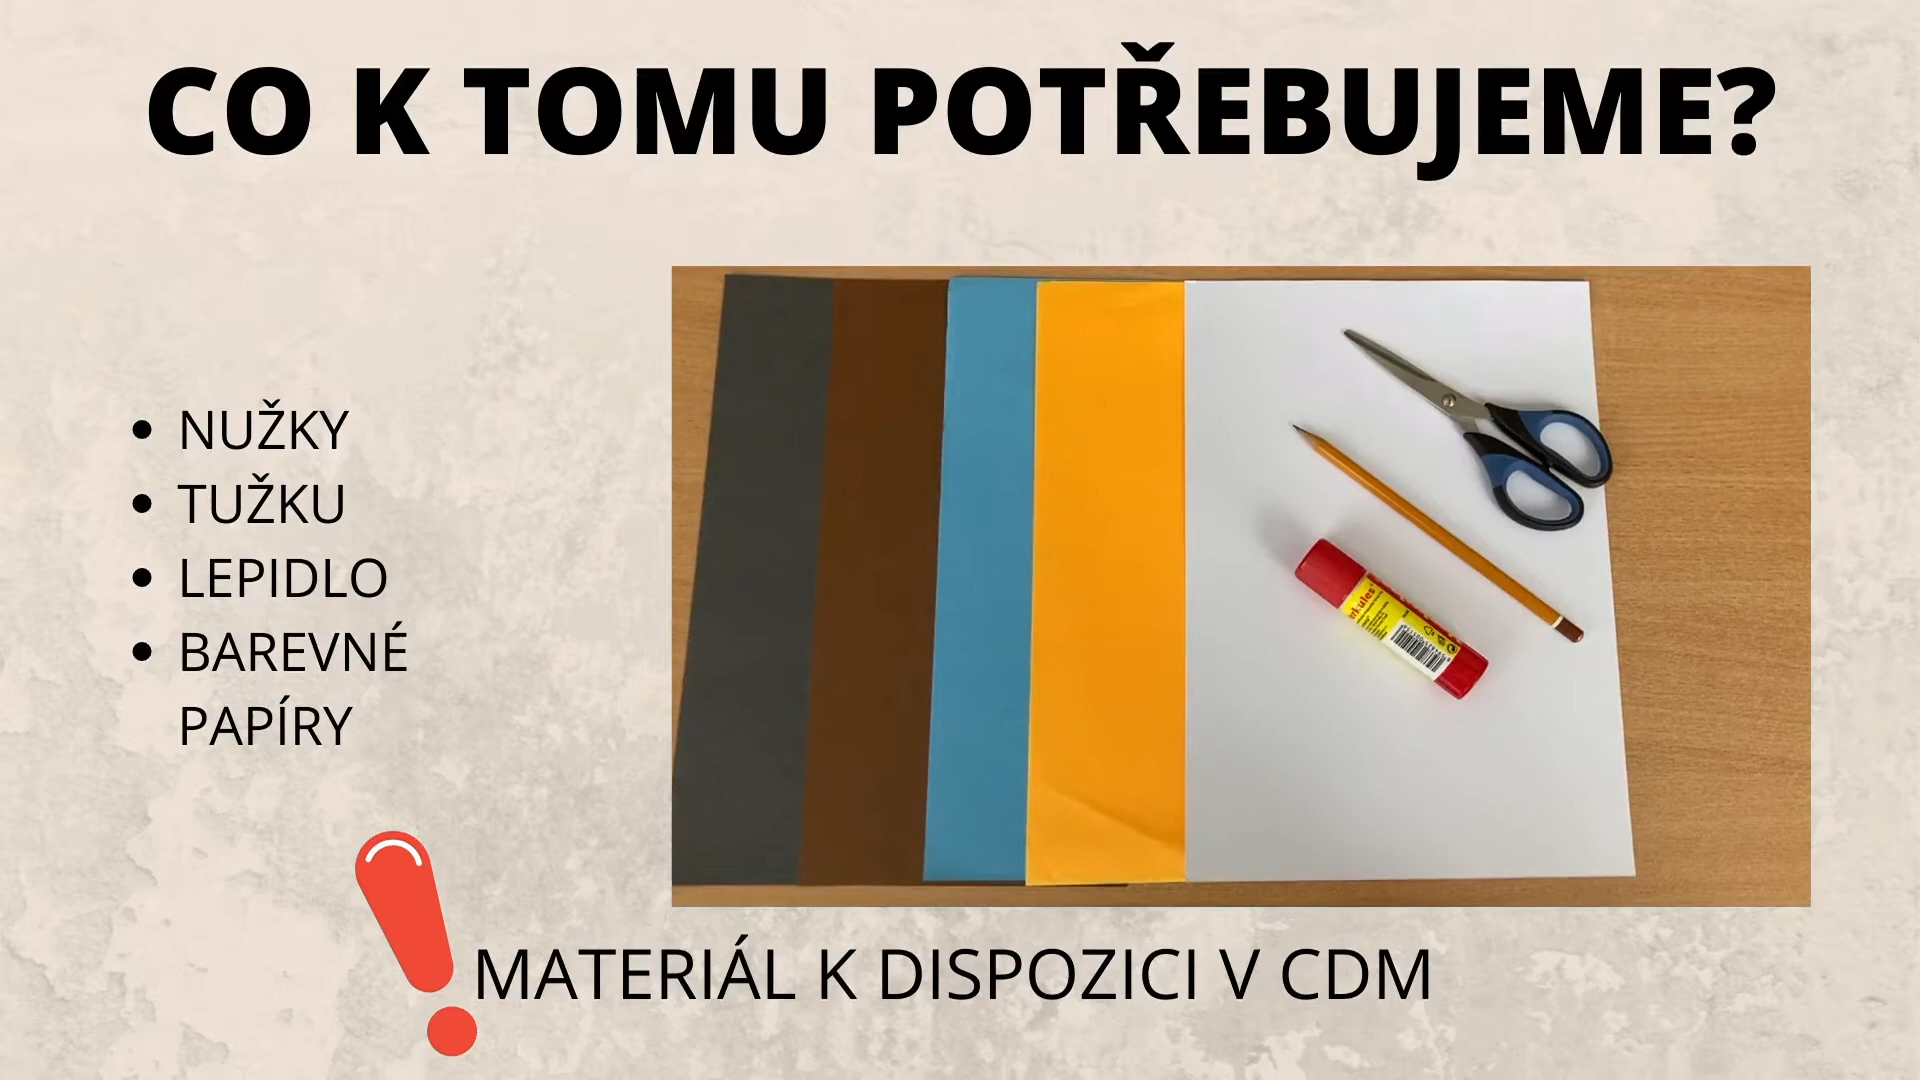 CO K TOMU POTŘEBUJEME?
NUŽKY
TUŽKU
LEPIDLO
BAREVNÉ
PAPÍRY
MATERIÁL K DISPOZICI V CDM